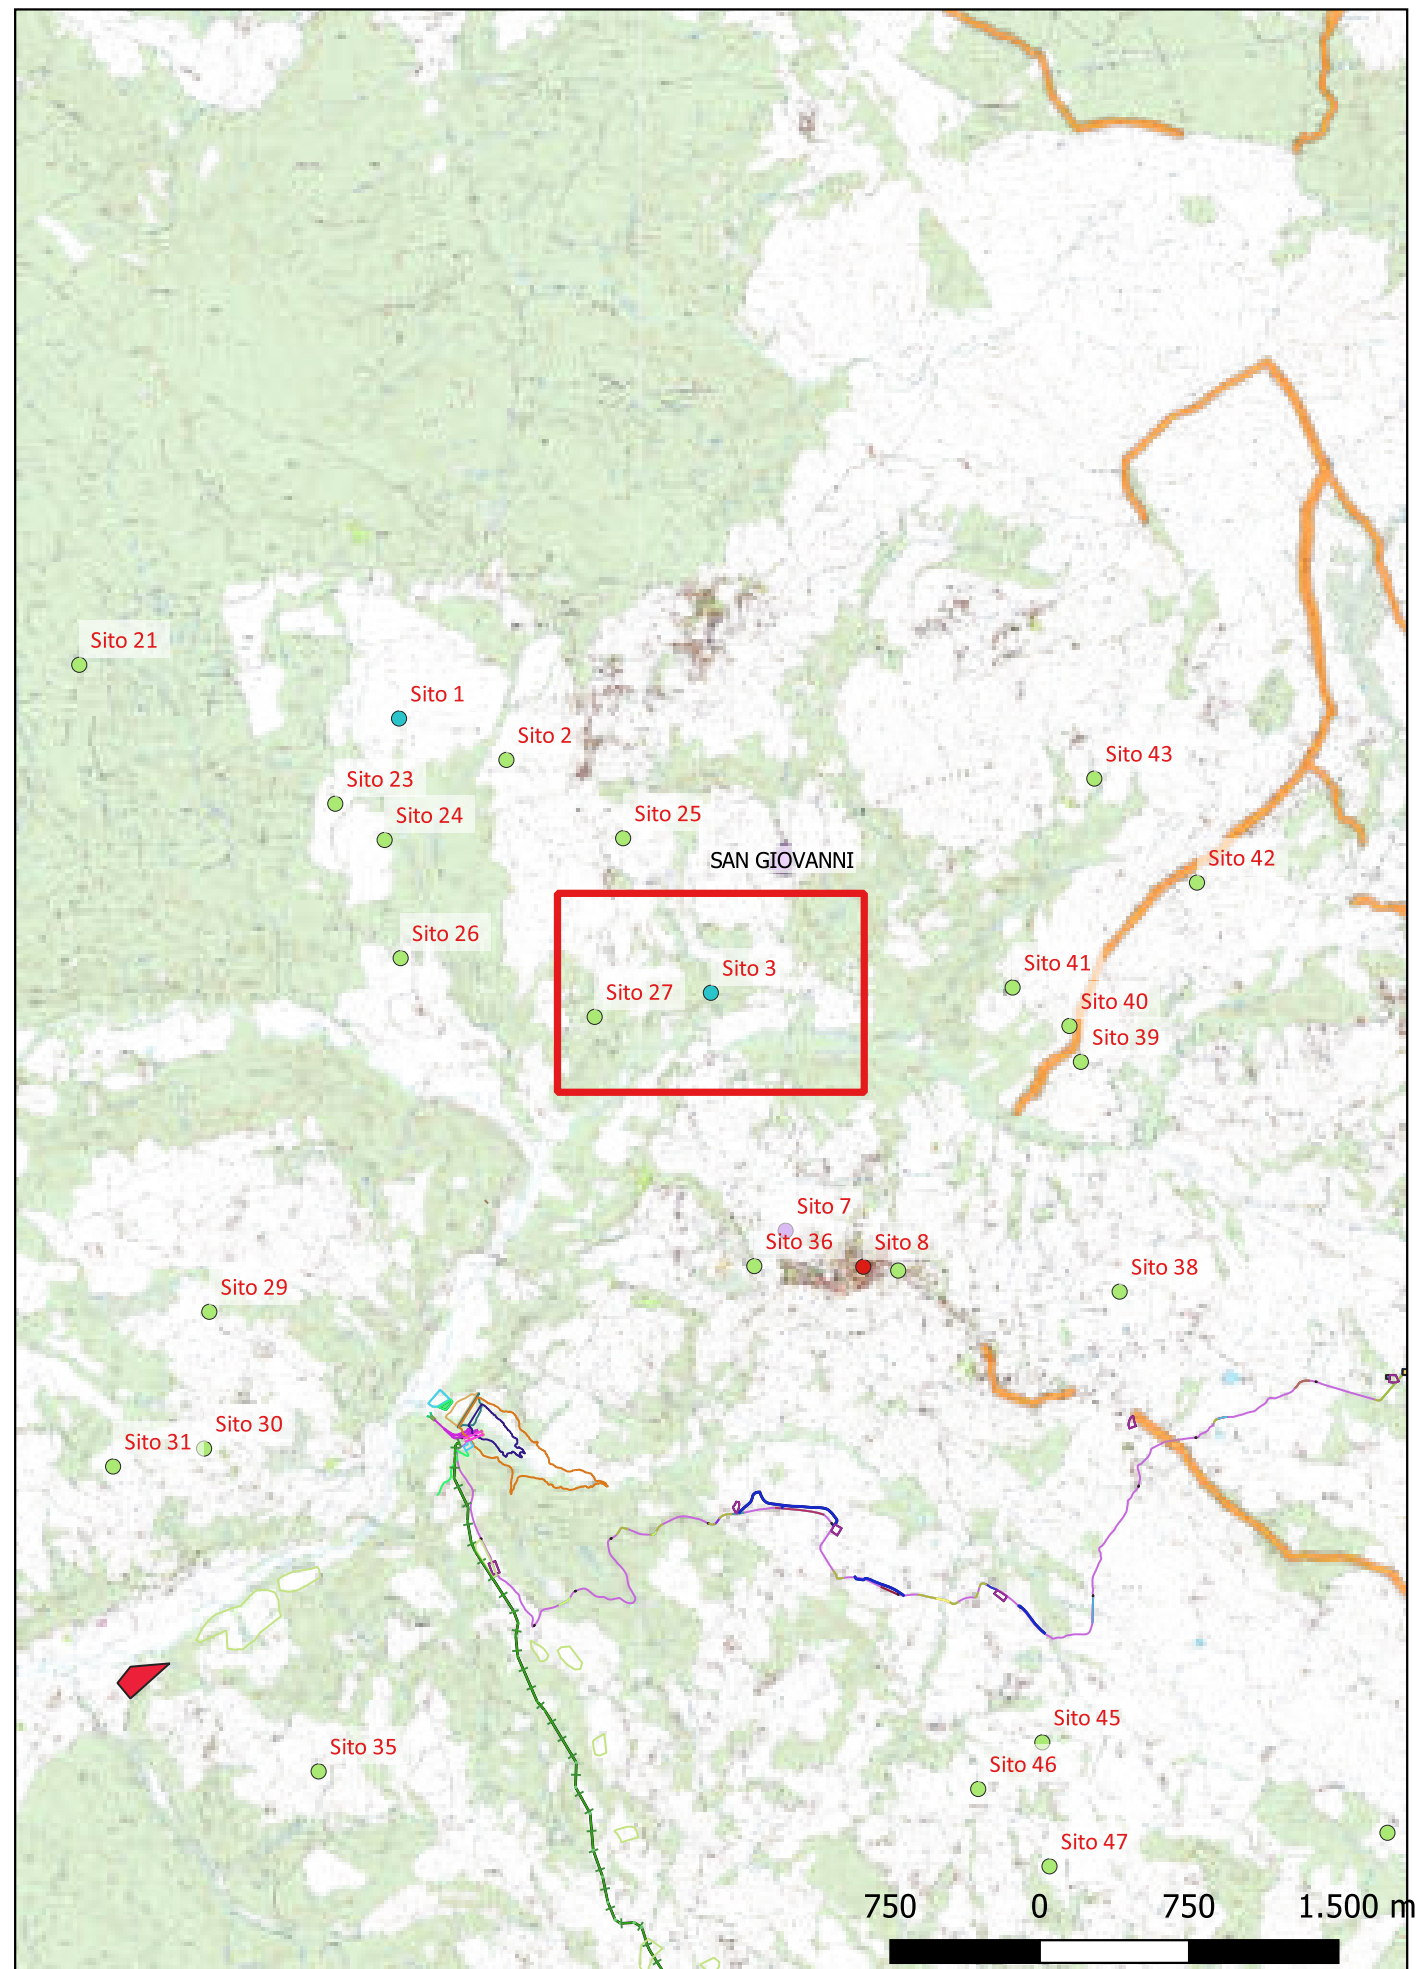 Sito 21
Sito 1
Sito 2
Sito 43
Sito 23
Sito 24
Sito 25
SAN GIOVANNI
Sito 42
Sito 26
Sito 3
Sito 41
Sito 27
Sito 40
Sito 39
Sito 7
Sito 36
Sito 8
Sito 38
Sito 29
Sito 30
Sito 31
Sito 45
Sito 35
Sito 46
Sito 47
750 0 750 1.500 m